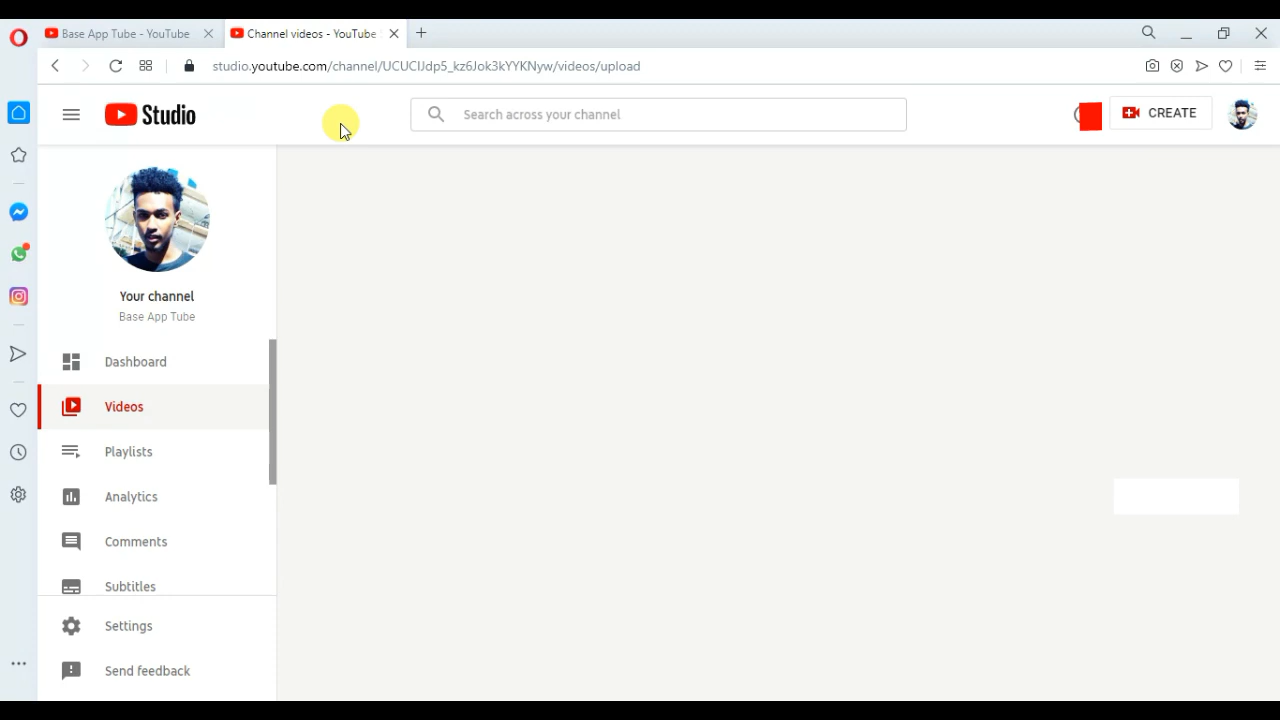 Base App Tube - YouTube
Channel videos - YouTube
studio.youtube.com/channel/UCUCIJdp5_kz6Jok3kYYKNyw/videos/upload
Studio
Search across your channel
CREATE
Your channel
Base App Tube
Dashboard
Videos
Playlists
Analytics
Comments
Subtitles
Settings
Send feedback